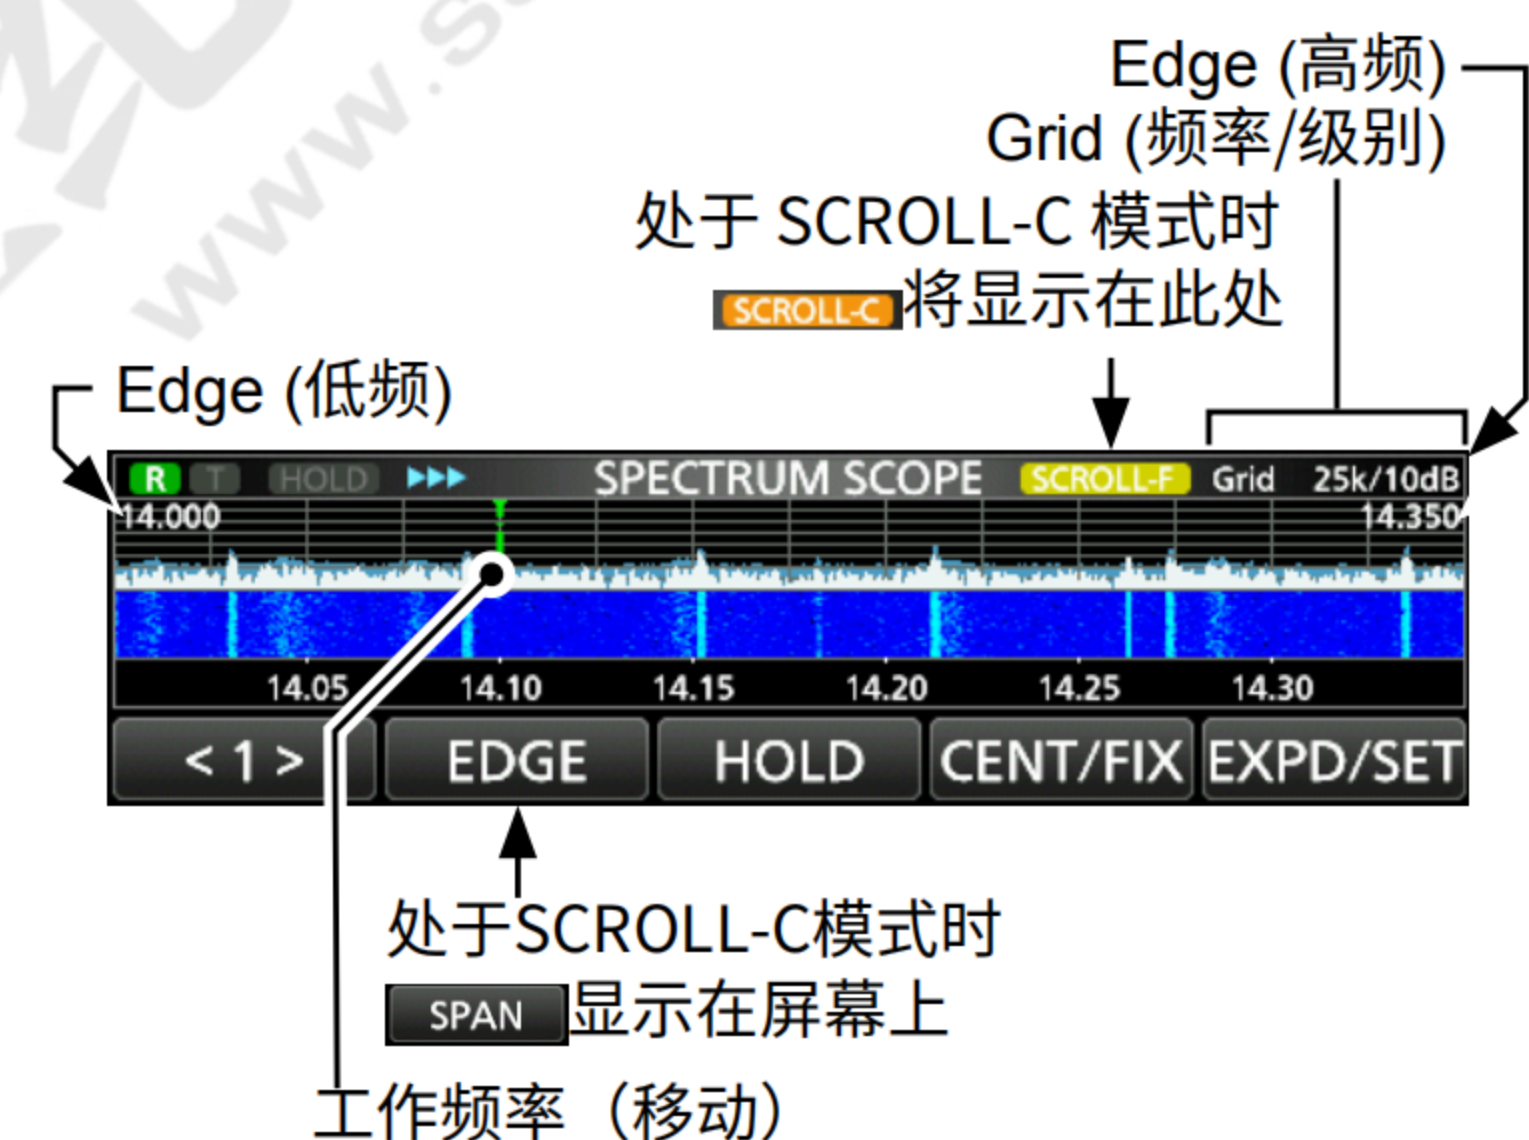 www.s
Edge (高频)
Grid (频率/级别)
处于 SCROLL-C 模式时
SCROLL-C 将显示在此处
Edge (低频)
R T HOLD SPECTRUM SCOPE SCROLL-F Grid 25k/10dB
14.000 14.350
14.05 14.10 14.15 14.20 14.25 14.30
< 1 > EDGE HOLD CENT/FIX EXPD/SET
处于SCROLL-C模式时
SPAN 显示在屏幕上
工作频率（移动）